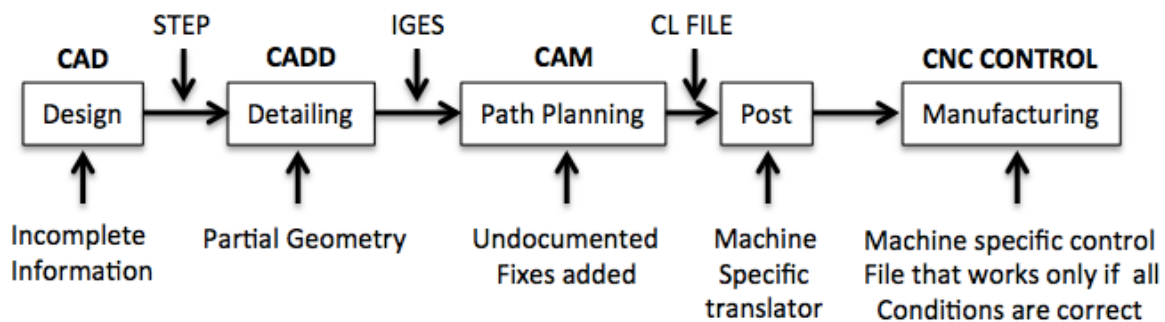 STEP
IGES
CL FILE
CAD
CADD
CAM
CNC CONTROL
Design
Detailing
Path Planning
Post
Manufacturing
Incomplete
Information
Partial Geometry
Undocumented
Fixes added
Machine
Specific
translator
Machine specific control
File that works only if all
Conditions are correct